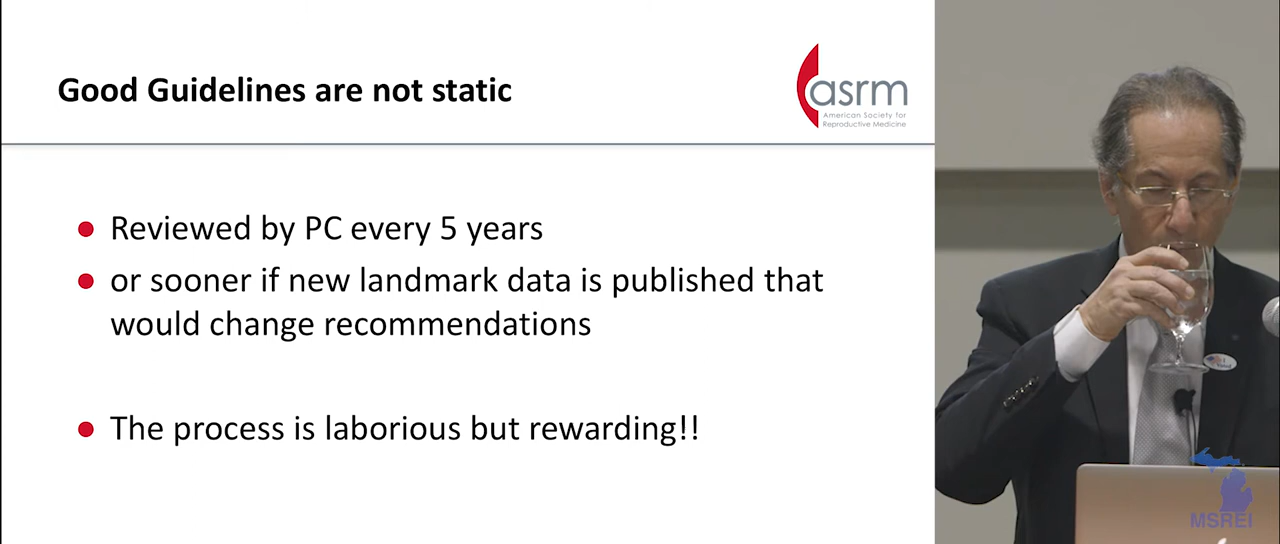 Good Guidelines are not static
asrm
American Society for
Reproductive Medicine
● Reviewed by PC every 5 years
● or sooner if new landmark data is published that
would change recommendations
● The process is laborious but rewarding!!
I
Voted
MSREI